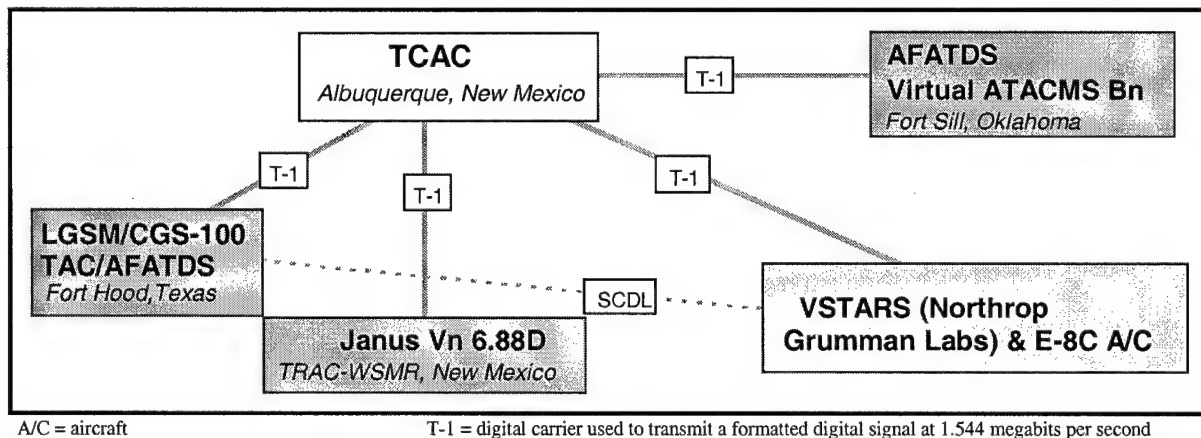 TCAC
Albuquerque, New Mexico
T-1
AFATDS
Virtual ATACMS Bn
Fort Sill, Oklahoma
T-1
T-1
T-1
LGSM/CGS-100
TAC/AFATDS
Fort Hood, Texas
SCDL
VSTARS (Northrop
Grumman Labs) & E-8C A/C
Janus Vn 6.88D
TRAC-WSMR, New Mexico
A/C = aircraft
T-1 = digital carrier used to transmit a formatted digital signal at 1.544 megabits per second